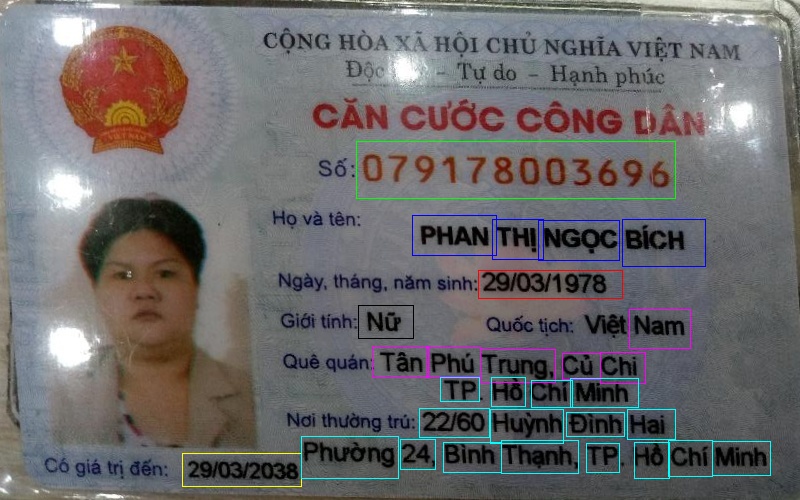 CỘNG HÒA XÃ HỘI CHỦ NGHĨA VIỆT NAM
Độc - Tự do - Hạnh phúc
CĂN CƯỚC CÔNG DÂN
Số: 079178003696
Họ và tên: PHAN THỊ NGỌC BÍCH
Ngày, tháng, năm sinh: 29/03/1978
Giới tính: Nữ Quốc tịch: Việt Nam
Quê quán: Tân Phú Trung, Củ Chi
TP. Hồ Chí Minh
Nơi thường trú: 22/60 Huỳnh Đình Hai
Phường 24, Bình Thạnh, TP. Hồ Chí Minh
Có giá trị đến: 29/03/2038